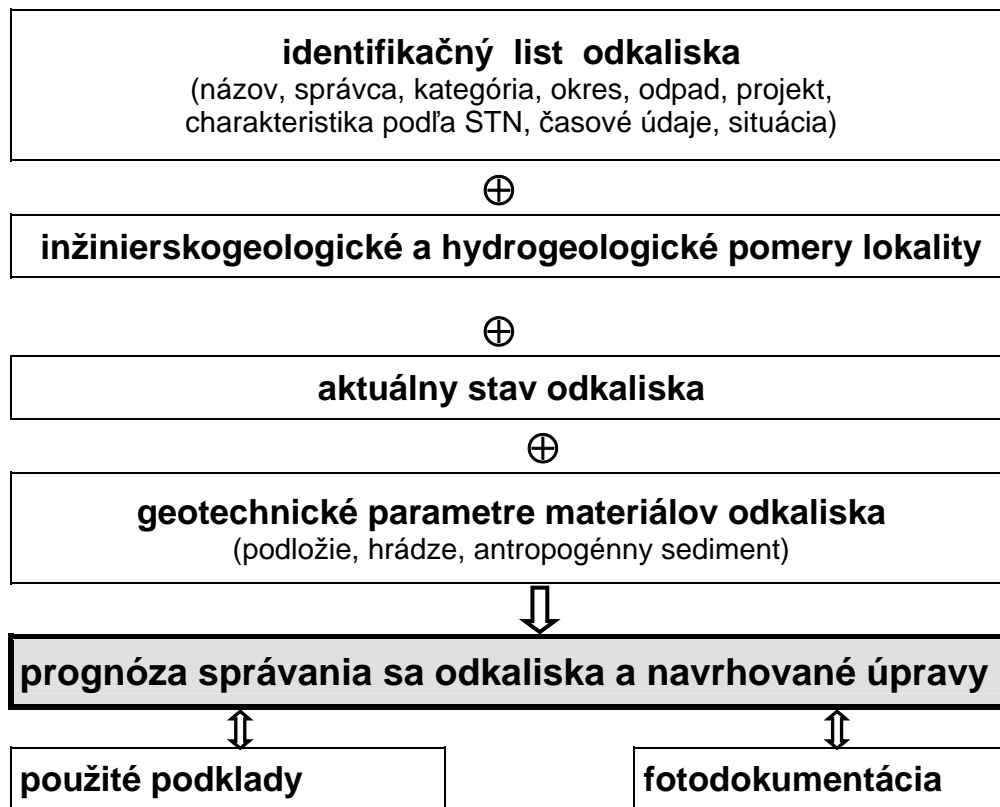 identifikačný list odkaliska
(názov, správca, kategória, okres, odpad, projekt,
charakteristika podľa STN, časové údaje, situácia)
⊕
inžinierskogeologické a hydrogeologické pomery lokality
⊕
aktuálny stav odkaliska
⊕
geotechnické parametre materiálov odkaliska
(podložie, hrádze, antropogénny sediment)
prognóza správania sa odkaliska a navrhované úpravy
použité podklady
fotodokumentácia